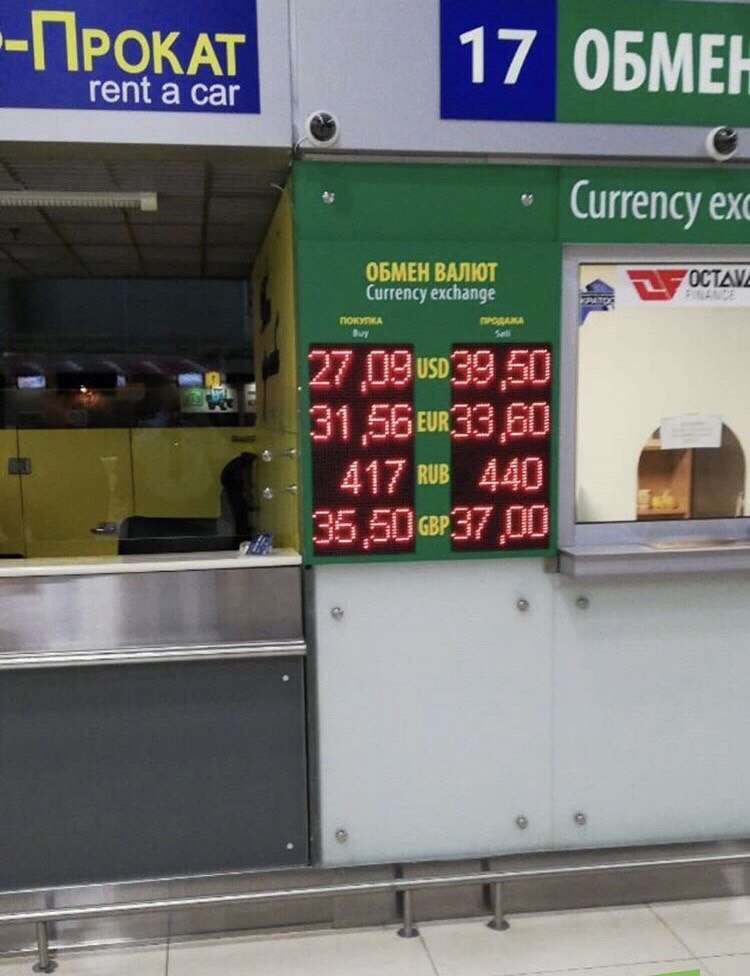 -ПРОКАТ
rent a car
17 ОБМЕН
Currency exc
ОБМЕН ВАЛЮТ
Currency exchange
ПОКУПКА ПРОДАЖА
Buy Sell
27,09 USD 39,50
31,56 EUR 33,60
417 RUB 440
35,50 GBP 37,00
КРАТОС
OCTAVA
FINANCE